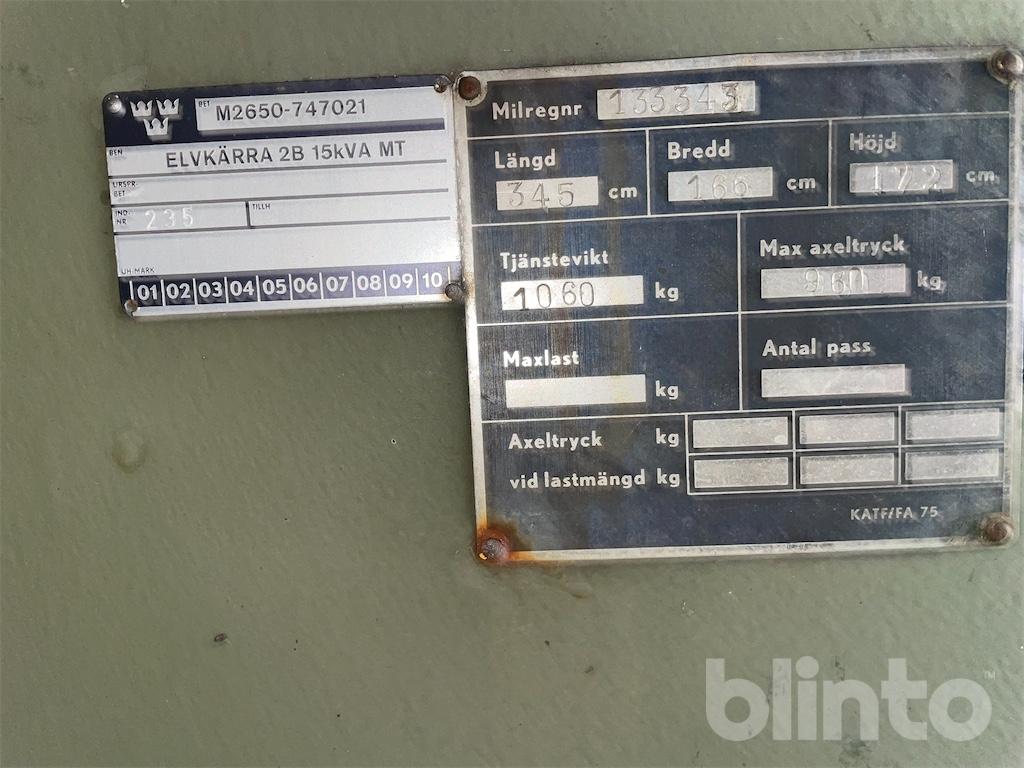 BET M2650-747021
BEN ELVKÄRRA 2B 15kVA MT
URSPR.
BET
IND
NR 235 TILLH
UH-MÄRK
01 02 03 04 05 06 07 08 09 10
Milregnr 133343
Längd Bredd Höjd
345 cm 166 cm 172 cm
Tjänstevikt Max axeltryck
1060 kg 960 kg
Maxlast Antal pass
kg
Axeltryck kg
vid lastmängd kg
KATF/FA 75
blinto™